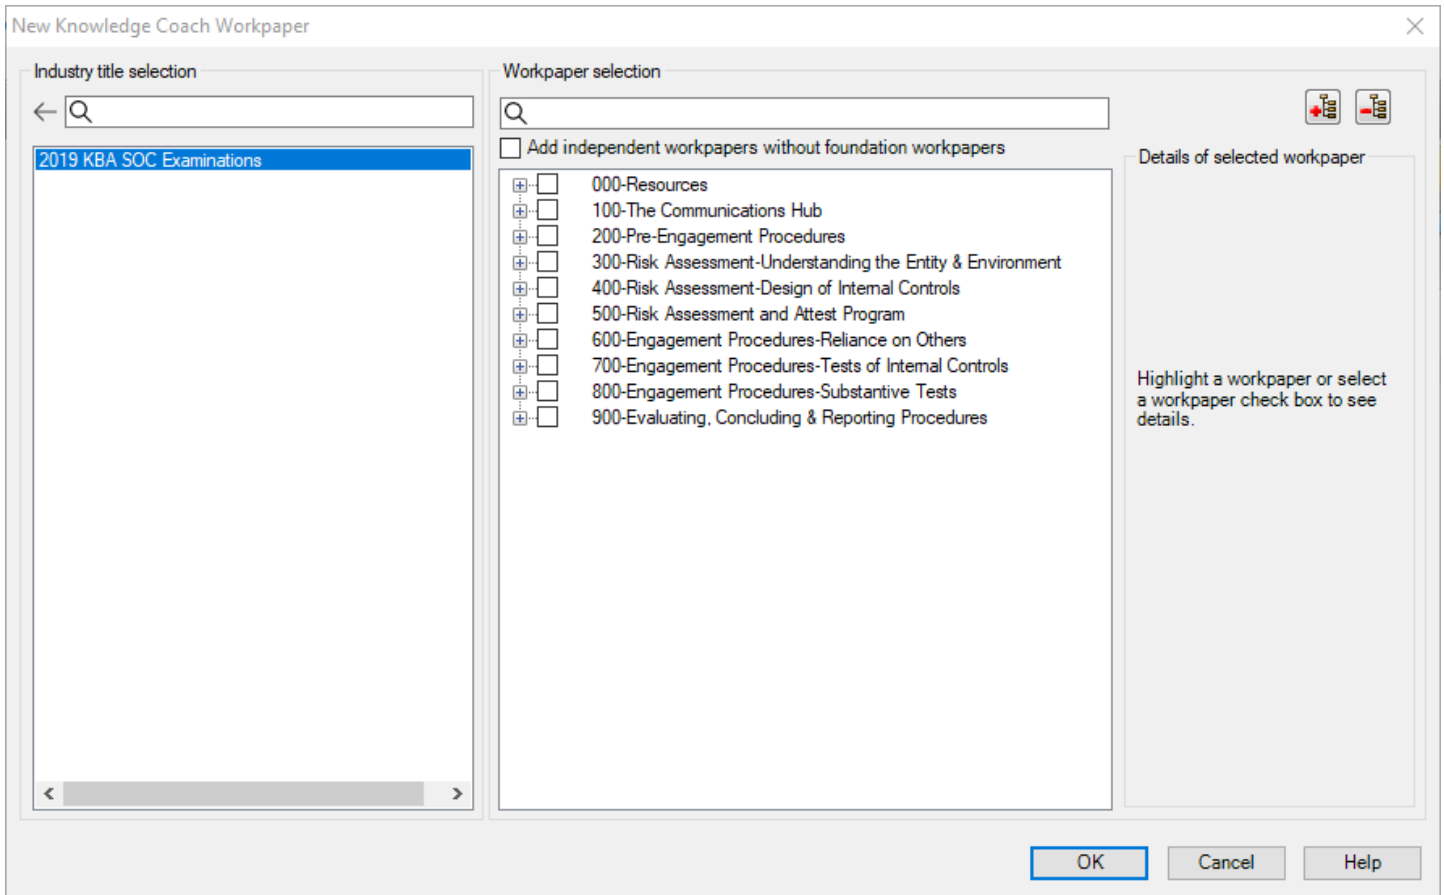 New Knowledge Coach Workpaper
Industry title selection
2019 KBA SOC Examinations
Workpaper selection
Add independent workpapers without foundation workpapers
000-Resources
100-The Communications Hub
200-Pre-Engagement Procedures
300-Risk Assessment-Understanding the Entity & Environment
400-Risk Assessment-Design of Internal Controls
500-Risk Assessment and Attest Program
600-Engagement Procedures-Reliance on Others
700-Engagement Procedures-Tests of Internal Controls
800-Engagement Procedures-Substantive Tests
900-Evaluating, Concluding & Reporting Procedures
Details of selected workpaper
Highlight a workpaper or select
a workpaper check box to see
details.
OK
Cancel
Help